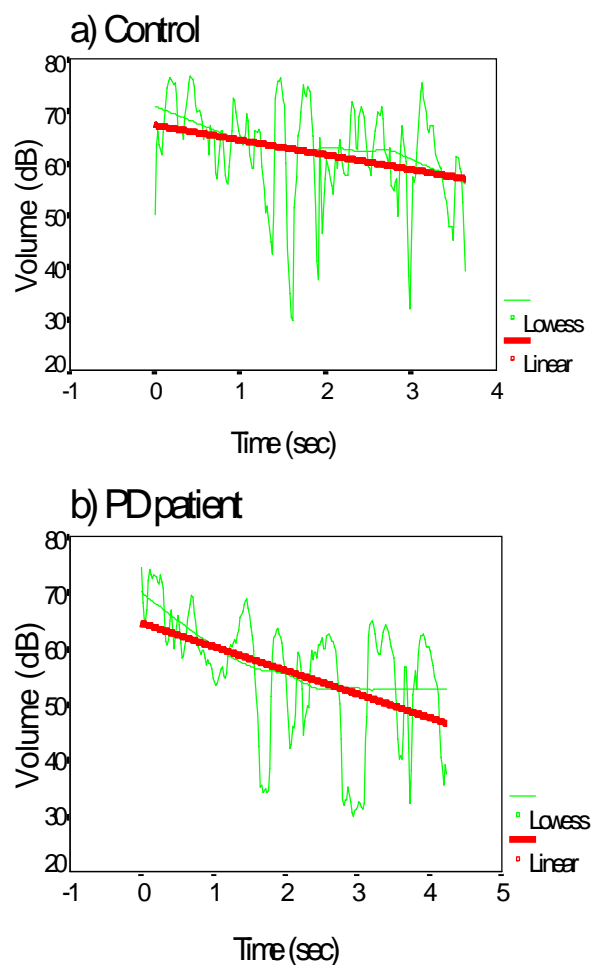 a) Control
80
70
60
50
40
30
20
Volume (dB)
-1 0 1 2 3 4
Time (sec)
Lowess
Linear
b) PD patient
80
70
60
50
40
30
20
Volume (dB)
-1 0 1 2 3 4 5
Time (sec)
Lowess
Linear